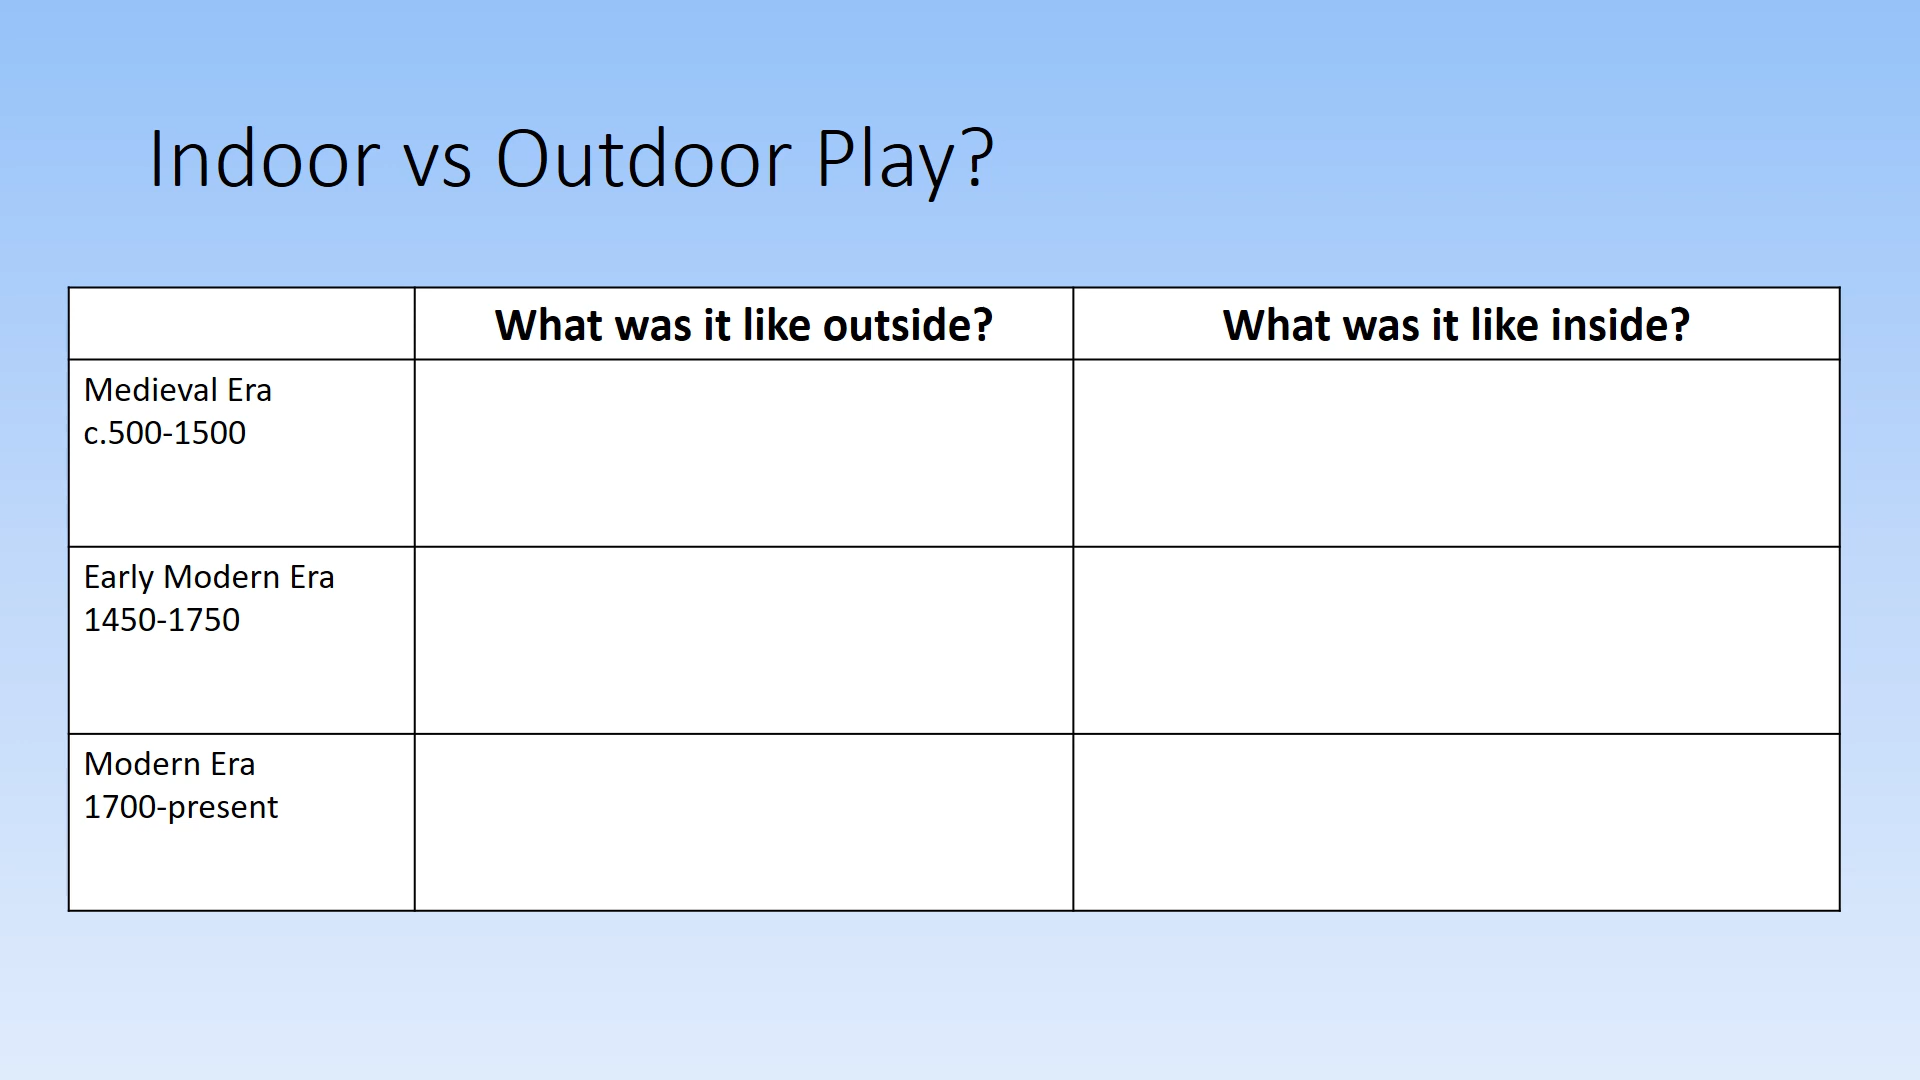 Indoor vs Outdoor Play?
What was it like outside?
What was it like inside?
Medieval Era
c.500-1500
Early Modern Era
1450-1750
Modern Era
1700-present